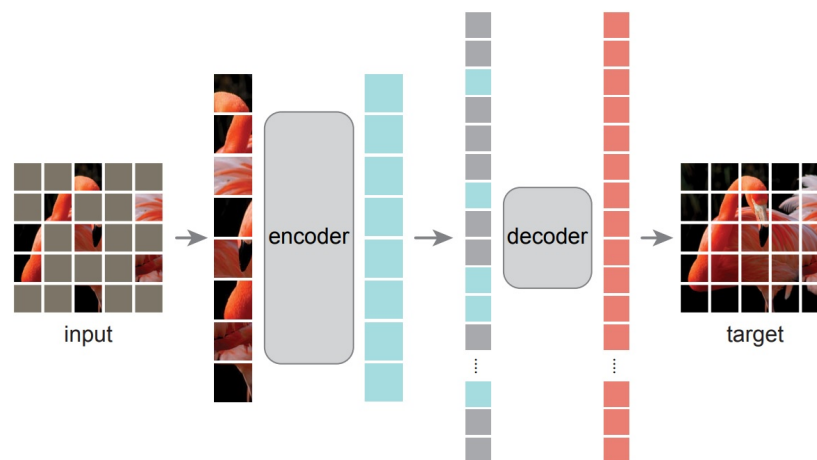 input
encoder
decoder
target